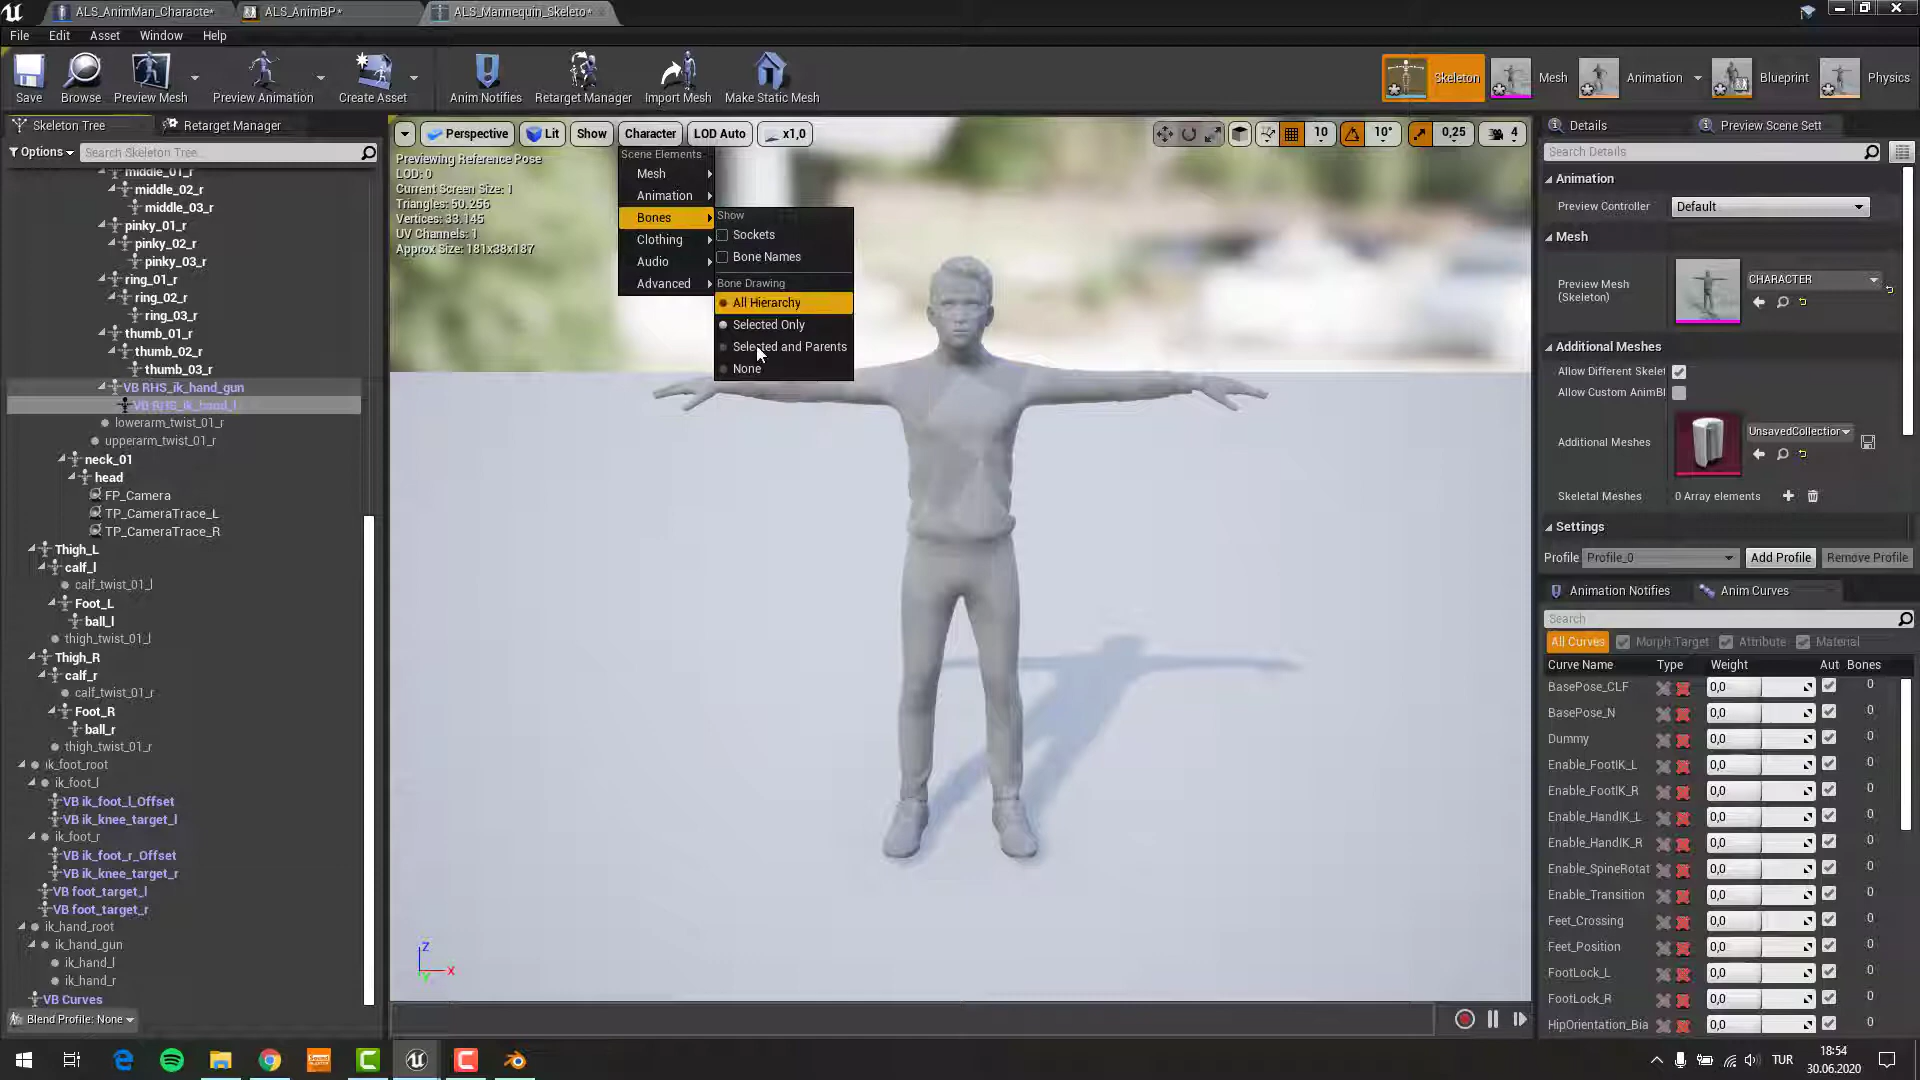 ALS_AnimMan_Characte*
ALS_AnimBP*
ALS_Mannequin_Skeleto*
File Edit Asset Window Help
Save Browse Preview Mesh Preview Animation Create Asset Anim Notifies Retarget Manager Import Mesh Make Static Mesh
Skeleton Mesh Animation Blueprint Physics
Skeleton Tree Retarget Manager
Options Search Skeleton Tree...
middle_01_r
middle_02_r
middle_03_r
pinky_01_r
pinky_02_r
pinky_03_r
ring_01_r
ring_02_r
ring_03_r
thumb_01_r
thumb_02_r
thumb_03_r
VB RHS_ik_hand_gun
VB RHS_ik_hand_l
lowerarm_twist_01_r
upperarm_twist_01_r
neck_01
head
FP_Camera
TP_CameraTrace_L
TP_CameraTrace_R
Thigh_L
calf_l
calf_twist_01_l
Foot_L
ball_l
thigh_twist_01_l
Thigh_R
calf_r
calf_twist_01_r
Foot_R
ball_r
thigh_twist_01_r
ik_foot_root
ik_foot_l
VB ik_foot_l_Offset
VB ik_knee_target_l
ik_foot_r
VB ik_foot_r_Offset
VB ik_knee_target_r
VB foot_target_l
VB foot_target_r
ik_hand_root
ik_hand_gun
ik_hand_l
ik_hand_r
VB Curves
Blend Profile: None
Perspective Lit Show Character LOD Auto x1,0
10 10° 0,25 4
Previewing Reference Pose
LOD: 0
Current Screen Size: 1
Triangles: 50.256
Vertices: 33.145
UV Channels: 1
Approx Size: 181x38x187
Scene Elements
Mesh
Animation
Bones
Clothing
Audio
Advanced
Show
Sockets
Bone Names
Bone Drawing
All Hierarchy
Selected Only
Selected and Parents
None
Z
X
Y
Details Preview Scene Sett
Search Details
Animation
Preview Controller Default
Mesh
Preview Mesh
(Skeleton)
CHARACTER
Additional Meshes
Allow Different Skelet
Allow Custom AnimBl
Additional Meshes UnsavedCollection
Skeletal Meshes 0 Array elements
Settings
Profile Profile_0 Add Profile Remove Profile
Animation Notifies Anim Curves
Search
All Curves Morph Target Attribute Material
Curve Name Type Weight Aut Bones
BasePose_CLF 0,0 0
BasePose_N 0,0 0
Dummy 0,0 0
Enable_FootIK_L 0,0 0
Enable_FootIK_R 0,0 0
Enable_HandIK_L 0,0 0
Enable_HandIK_R 0,0 0
Enable_SpineRotat 0,0 0
Enable_Transition 0,0 0
Feet_Crossing 0,0 0
Feet_Position 0,0 0
FootLock_L 0,0 0
FootLock_R 0,0 0
HipOrientation_Bia 0,0 0
TUR
18:54
30.06.2020